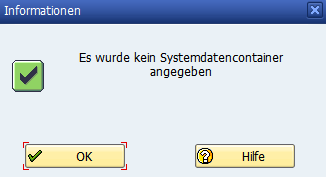 Informationen
Es wurde kein Systemdatencontainer
angegeben
OK
Hilfe